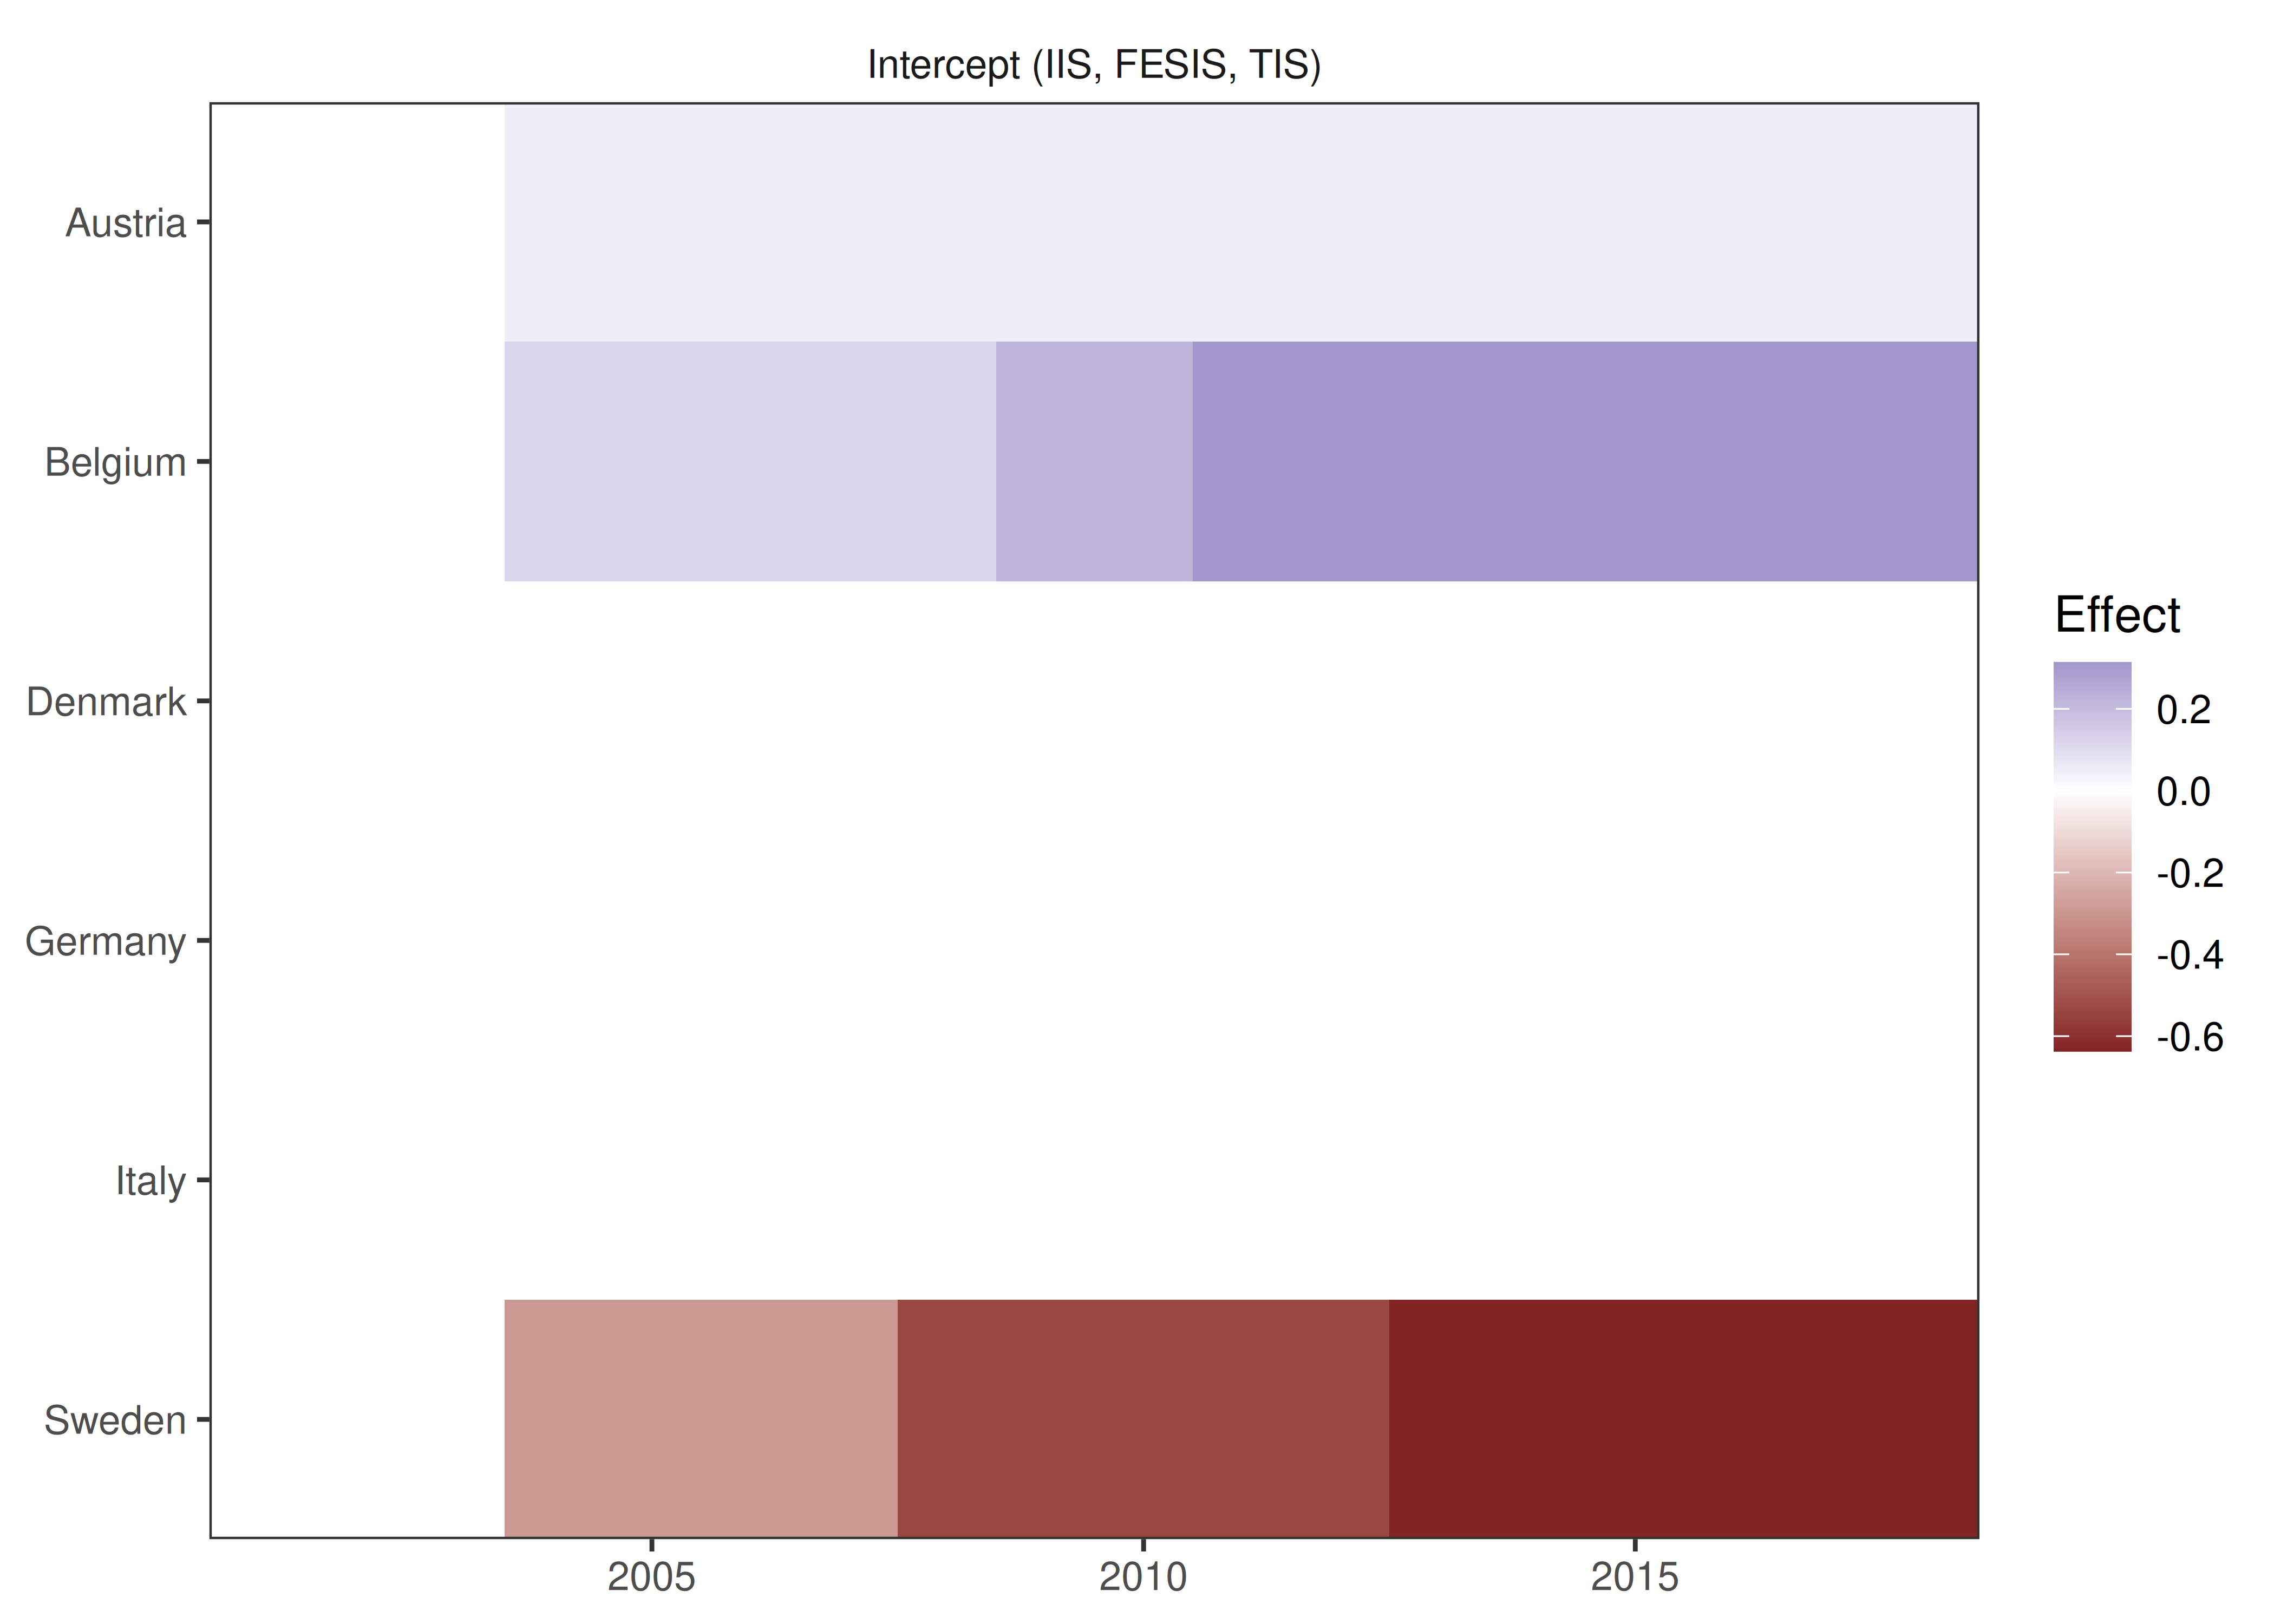 Intercept (IIS, FESIS, TIS)
Austria
Belgium
Denmark
Germany
Italy
Sweden
2005
2010
2015
Effect
0.2
0.0
-0.2
-0.4
-0.6